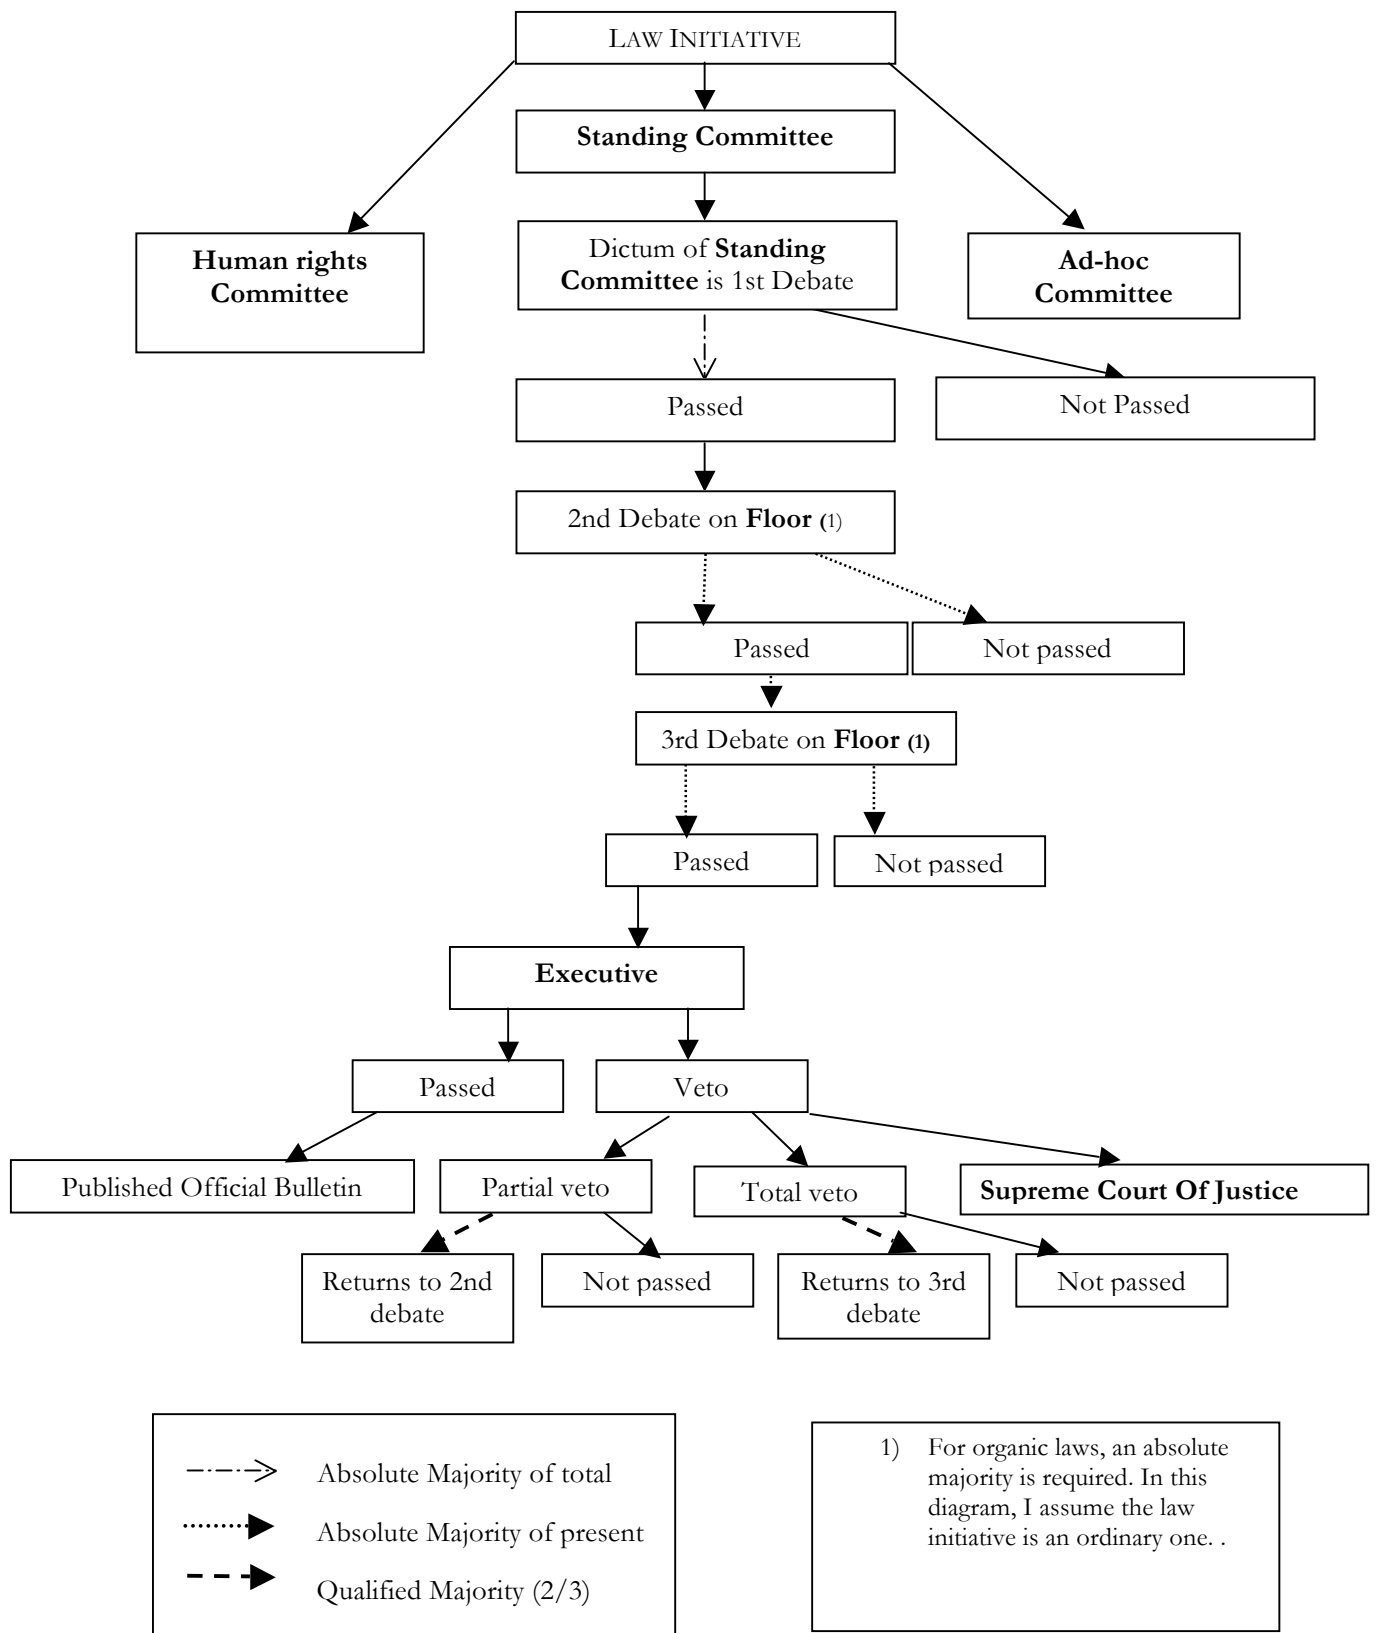 LAW INITIATIVE
Standing Committee
Human rights
Committee
Dictum of Standing
Committee is 1st Debate
Ad-hoc
Committee
Passed
Not Passed
2nd Debate on Floor (1)
Passed
Not passed
3rd Debate on Floor (1)
Passed
Not passed
Executive
Passed
Veto
Published Official Bulletin
Partial veto
Total veto
Supreme Court Of Justice
Returns to 2nd
debate
Not passed
Returns to 3rd
debate
Not passed
Absolute Majority of total
Absolute Majority of present
Qualified Majority (2/3)
1) For organic laws, an absolute
majority is required. In this
diagram, I assume the law
initiative is an ordinary one. .